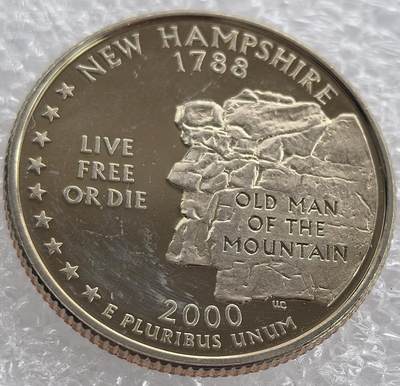 NEW HAMPSHIRE
1788
LIVE
FREE
OR DIE
OLD MAN
OF THE
MOUNTAIN
2000
E PLURIBUS UNUM